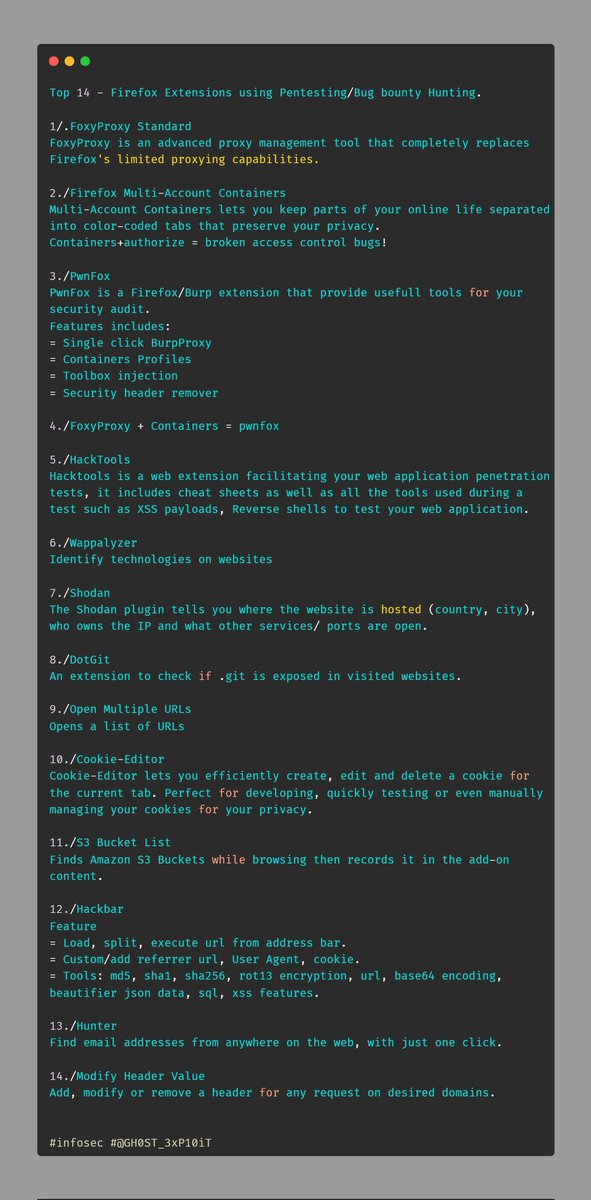 Top 14 - Firefox Extensions using Pentesting/Bug bounty Hunting.
1/.FoxyProxy Standard
FoxyProxy is an advanced proxy management tool that completely replaces
Firefox's limited proxying capabilities.
2./Firefox Multi-Account Containers
Multi-Account Containers lets you keep parts of your online life separated
into color-coded tabs that preserve your privacy.
Containers+authorize = broken access control bugs!
3./PwnFox
PwnFox is a Firefox/Burp extension that provide usefull tools for your
security audit.
Features includes:
= Single click BurpProxy
= Containers Profiles
= Toolbox injection
= Security header remover
4./FoxyProxy + Containers = pwnfox
5./HackTools
Hacktools is a web extension facilitating your web application penetration
tests, it includes cheat sheets as well as all the tools used during a
test such as XSS payloads, Reverse shells to test your web application.
6./Wappalyzer
Identify technologies on websites
7./Shodan
The Shodan plugin tells you where the website is hosted (country, city),
who owns the IP and what other services/ ports are open.
8./DotGit
An extension to check if .git is exposed in visited websites.
9./Open Multiple URLs
Opens a list of URLs
10./Cookie-Editor
Cookie-Editor lets you efficiently create, edit and delete a cookie for
the current tab. Perfect for developing, quickly testing or even manually
managing your cookies for your privacy.
11./S3 Bucket List
Finds Amazon S3 Buckets while browsing then records it in the add-on
content.
12./Hackbar
Feature
= Load, split, execute url from address bar.
= Custom/add referrer url, User Agent, cookie.
= Tools: md5, sha1, sha256, rot13 encryption, url, base64 encoding,
beautifier json data, sql, xss features.
13./Hunter
Find email addresses from anywhere on the web, with just one click.
14./Modify Header Value
Add, modify or remove a header for any request on desired domains.
#infosec #@GH0ST_3xP10iT